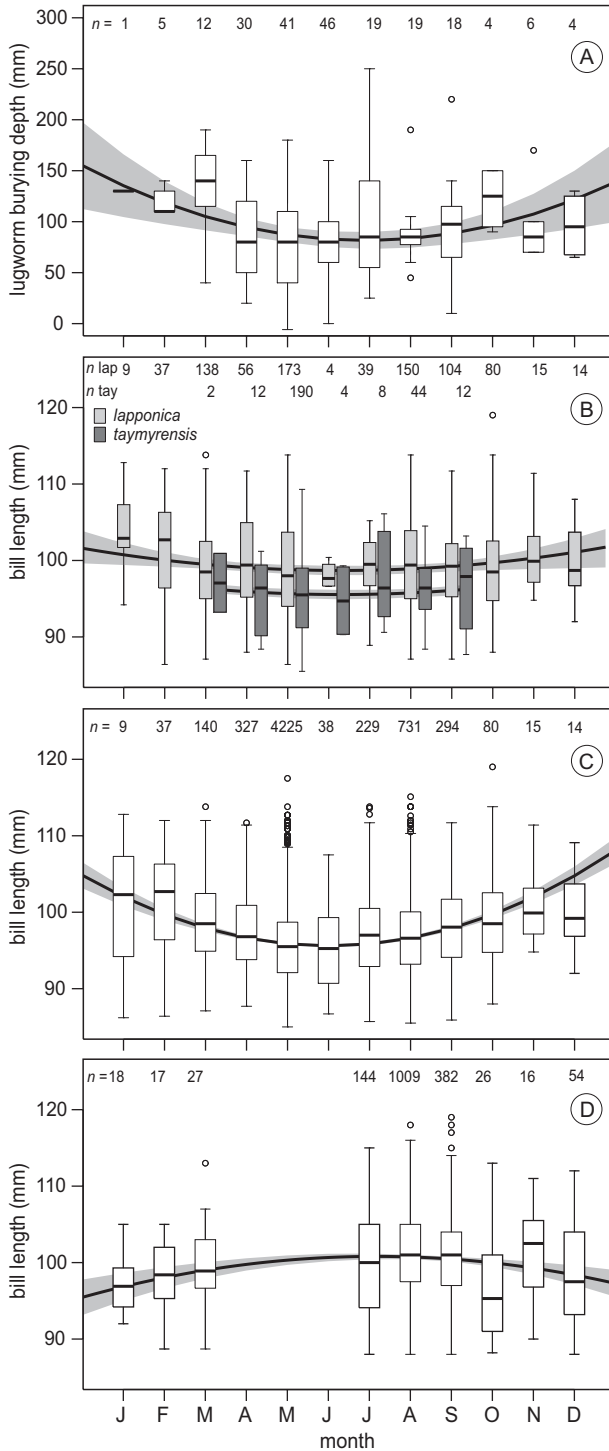 n = 1 5 12 30 41 46 19 19 18 4 6 4
A
300
250
200
150
100
50
0
lugworm burying depth (mm)
n lap 9 37 138 56 173 4 39 150 104 80 15 14
n tay 2 12 190 4 8 44 12
lapponica
taymyrensis
B
120
110
100
90
bill length (mm)
n = 9 37 140 327 4225 38 229 731 294 80 15 14
C
120
110
100
90
bill length (mm)
n = 18 17 27 144 1009 382 26 16 54
D
120
110
100
90
bill length (mm)
J F M A M J J A S O N D
month